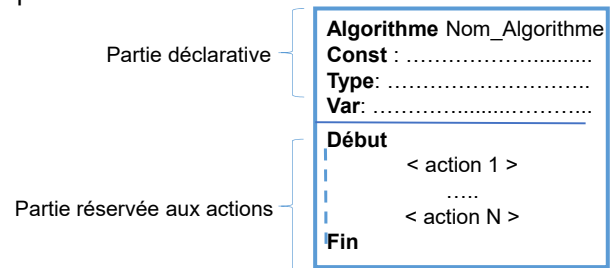 Algorithme Nom_Algorithme
Partie déclarative
Const : ………………..........
Type: ………………………..
Var: …………......................…..
Début
< action 1 >
…..
Partie réservée aux actions
< action N >
Fin